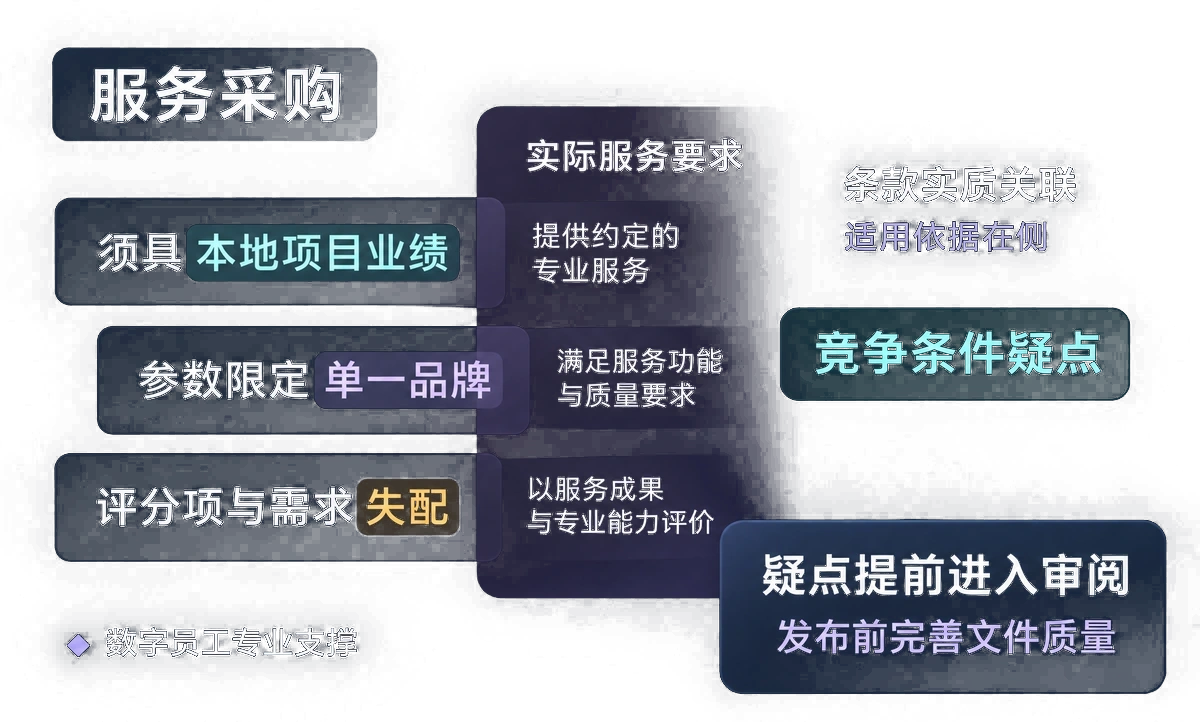 服务采购
实际服务要求
条款实质关联
适用依据在侧
须具本地项目业绩
提供约定的
专业服务
参数限定单一品牌
满足服务功能
与质量要求
竞争条件疑点
评分项与需求失配
以服务成果
与专业能力评价
疑点提前进入审阅
发布前完善文件质量
数字员工专业支撑